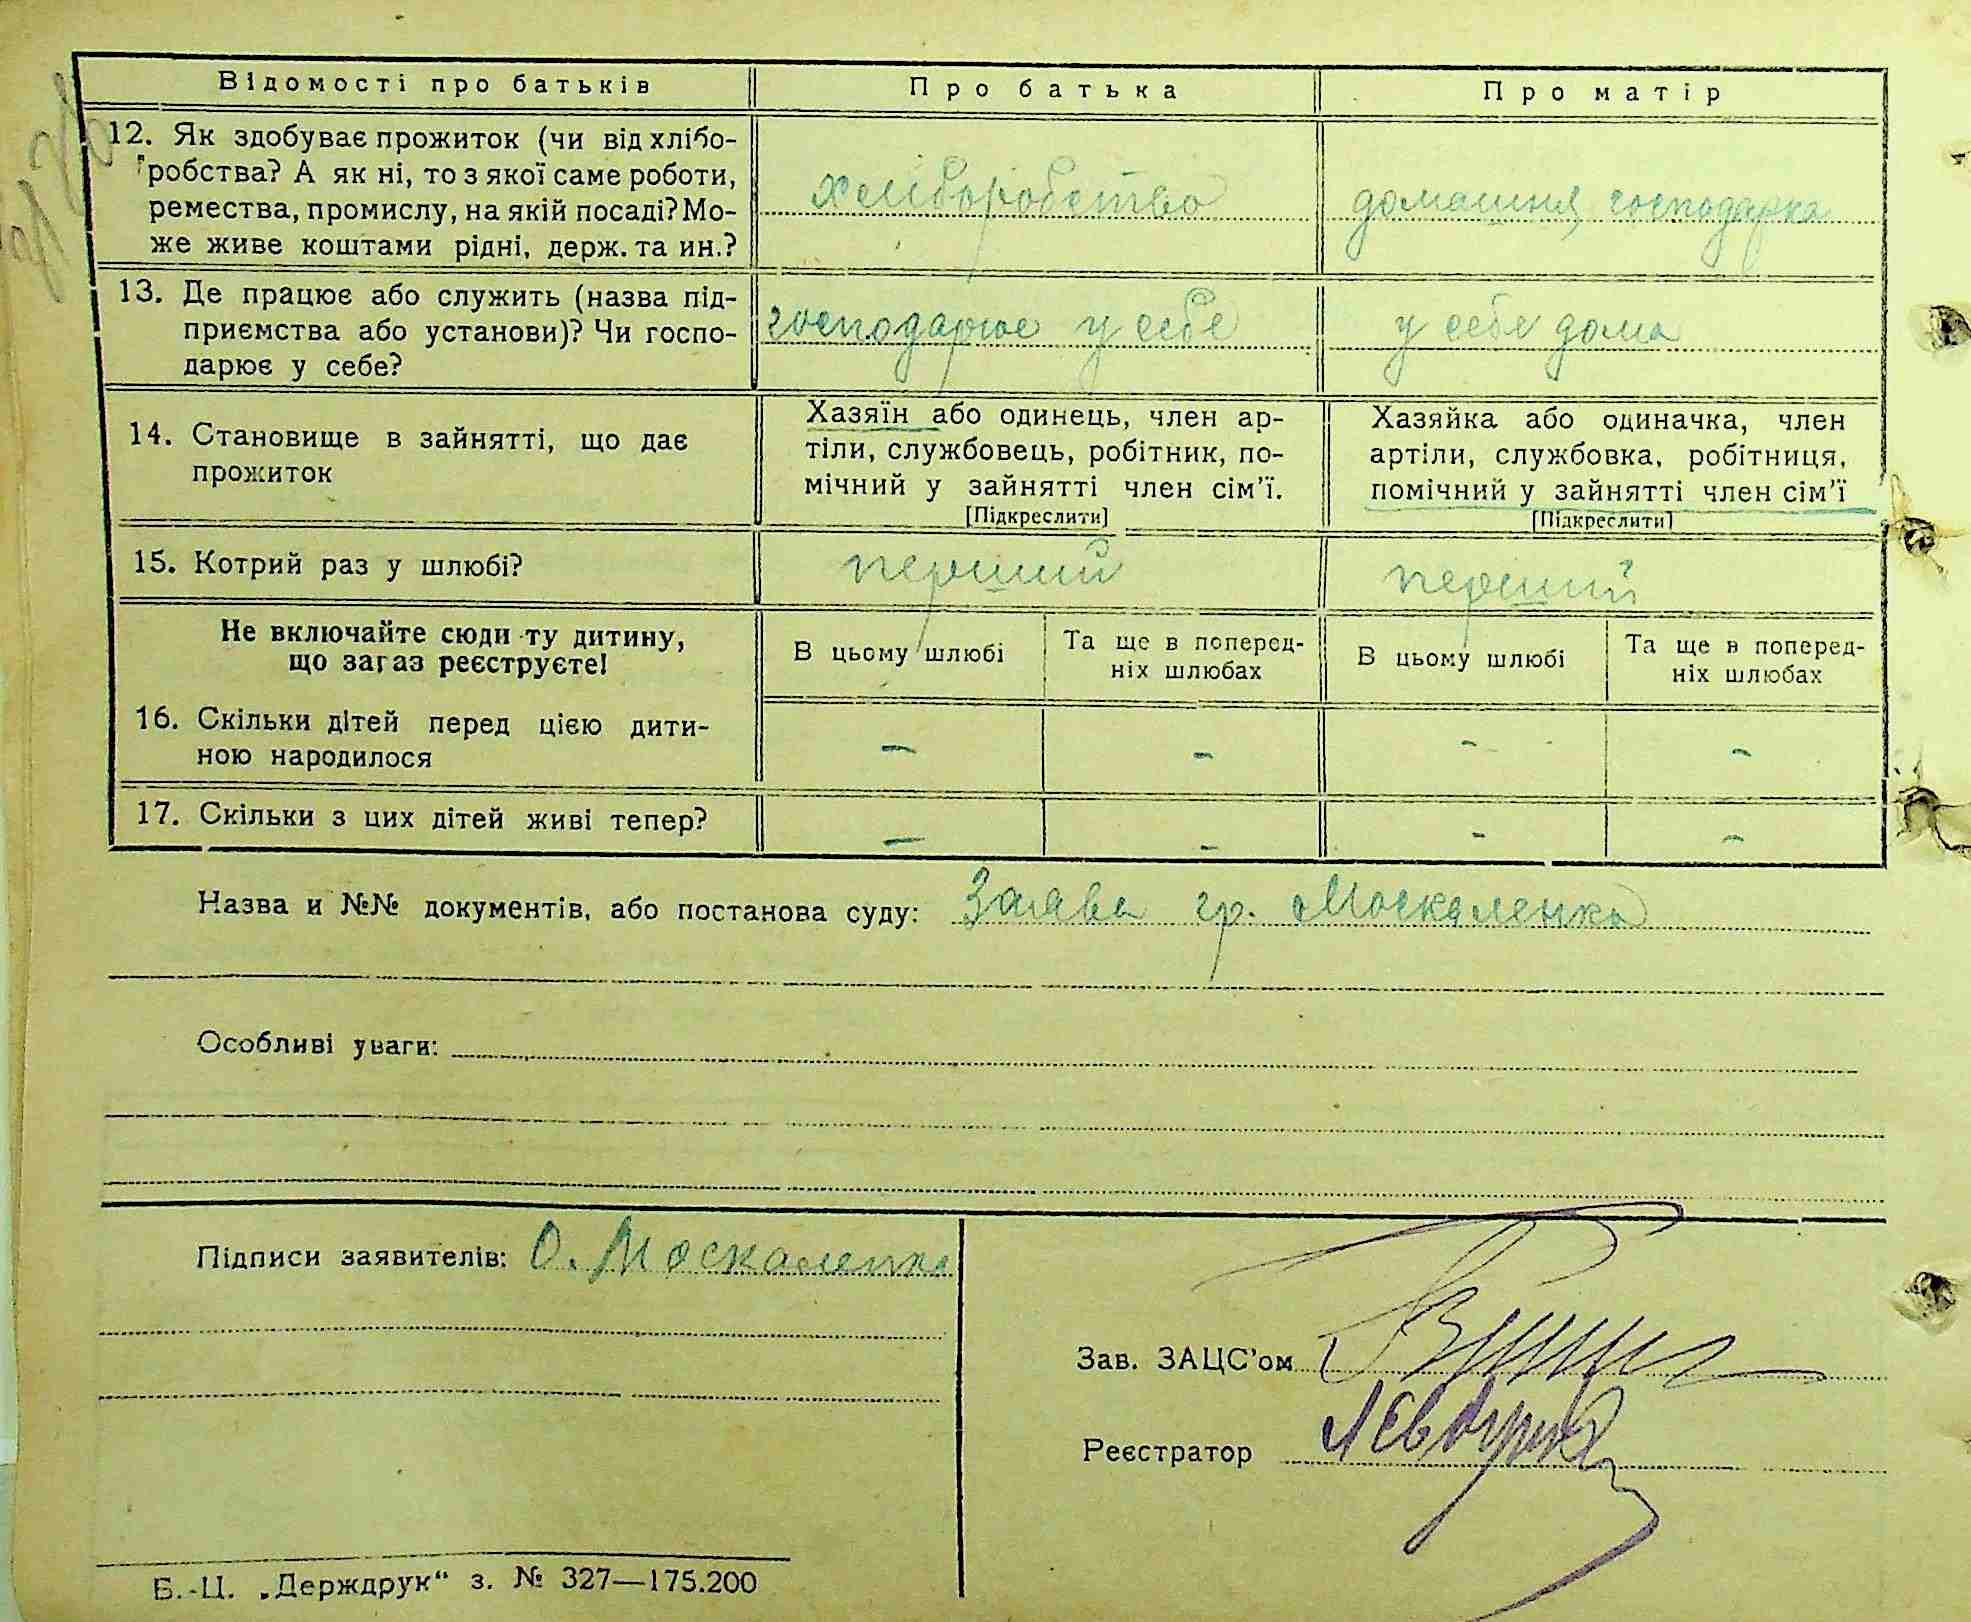 Відомості про батьків Про батька Про матір
12. Як здобуває прожиток (чи від хлібо-
робства? А як ні, то з якої саме роботи,
ремества, промислу, на якій посаді? Мо-
же живе коштами рідні, держ. та ин.?
хліборобство домашня господарка
13. Де працює або служить (назва під-
приємства або установи)? Чи госпо-
дарює у себе?
господарює у себе у себе дома
14. Становище в зайнятті, що дає
прожиток
Хазяїн або одинець, член ар-
тіли, службовець, робітник, по-
мічний у зайнятті член сім'ї.
[Підкреслити]
Хазяйка або одиначка, член
артіли, службовка, робітниця,
помічний у зайнятті член сім'ї
[Підкреслити]
15. Котрий раз у шлюбі? перший перший
Не включайте сюди ту дитину,
що загаз реєструєте!
В цьому шлюбі Та ще в поперед-
ніх шлюбах
В цьому шлюбі Та ще в поперед-
ніх шлюбах
16. Скільки дітей перед цією дити-
ною народилося
– – – –
17. Скільки з цих дітей живі тепер?
– – – –
Назва и №№ документів, або постанова суду: Заява гр. Москаленка
Особливі уваги:
Підписи заявителів: О. Москаленко
Зав. ЗАЦС'ом
Реєстратор
Б.-Ц. „Держдрук“ з. № 327—175.200